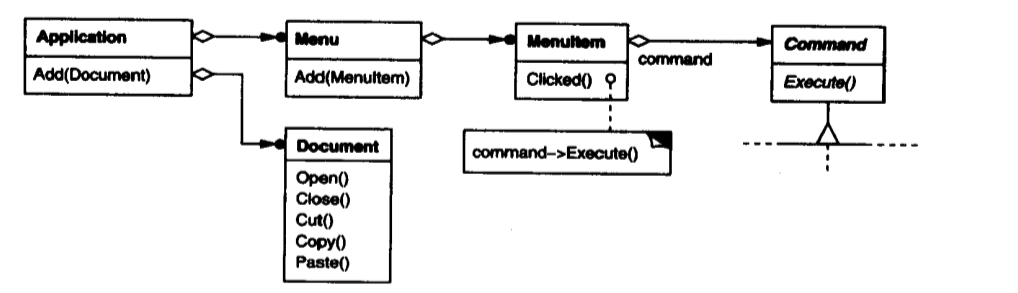 Application
Add(Document)
Menu
Add(MenuItem)
MenuItem
Clicked()
command
Command
Execute()
command->Execute()
Document
Open()
Close()
Cut()
Copy()
Paste()